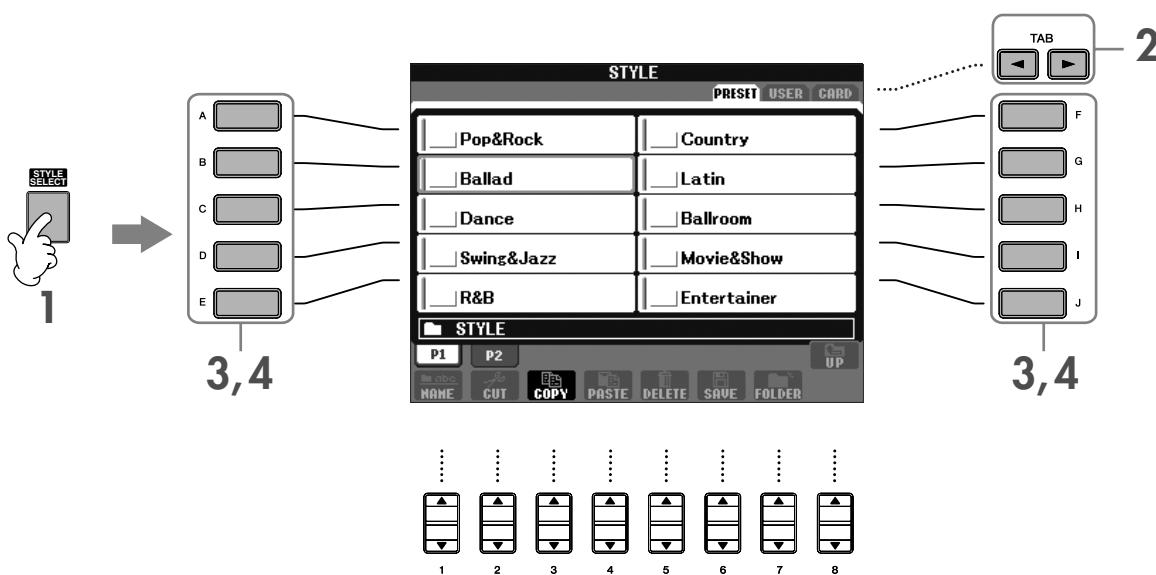 TAB
2
STYLE
PRESET USER CARD
A
F
Pop&Rock Country
B
G
Ballad Latin
STYLE
SELECT
C
H
Dance Ballroom
D
I
Swing&Jazz Movie&Show
E
J
R&B Entertainer
1
STYLE
P1 P2 UP
3,4
3,4
abc
NAME CUT COPY PASTE DELETE SAVE FOLDER
1 2 3 4 5 6 7 8